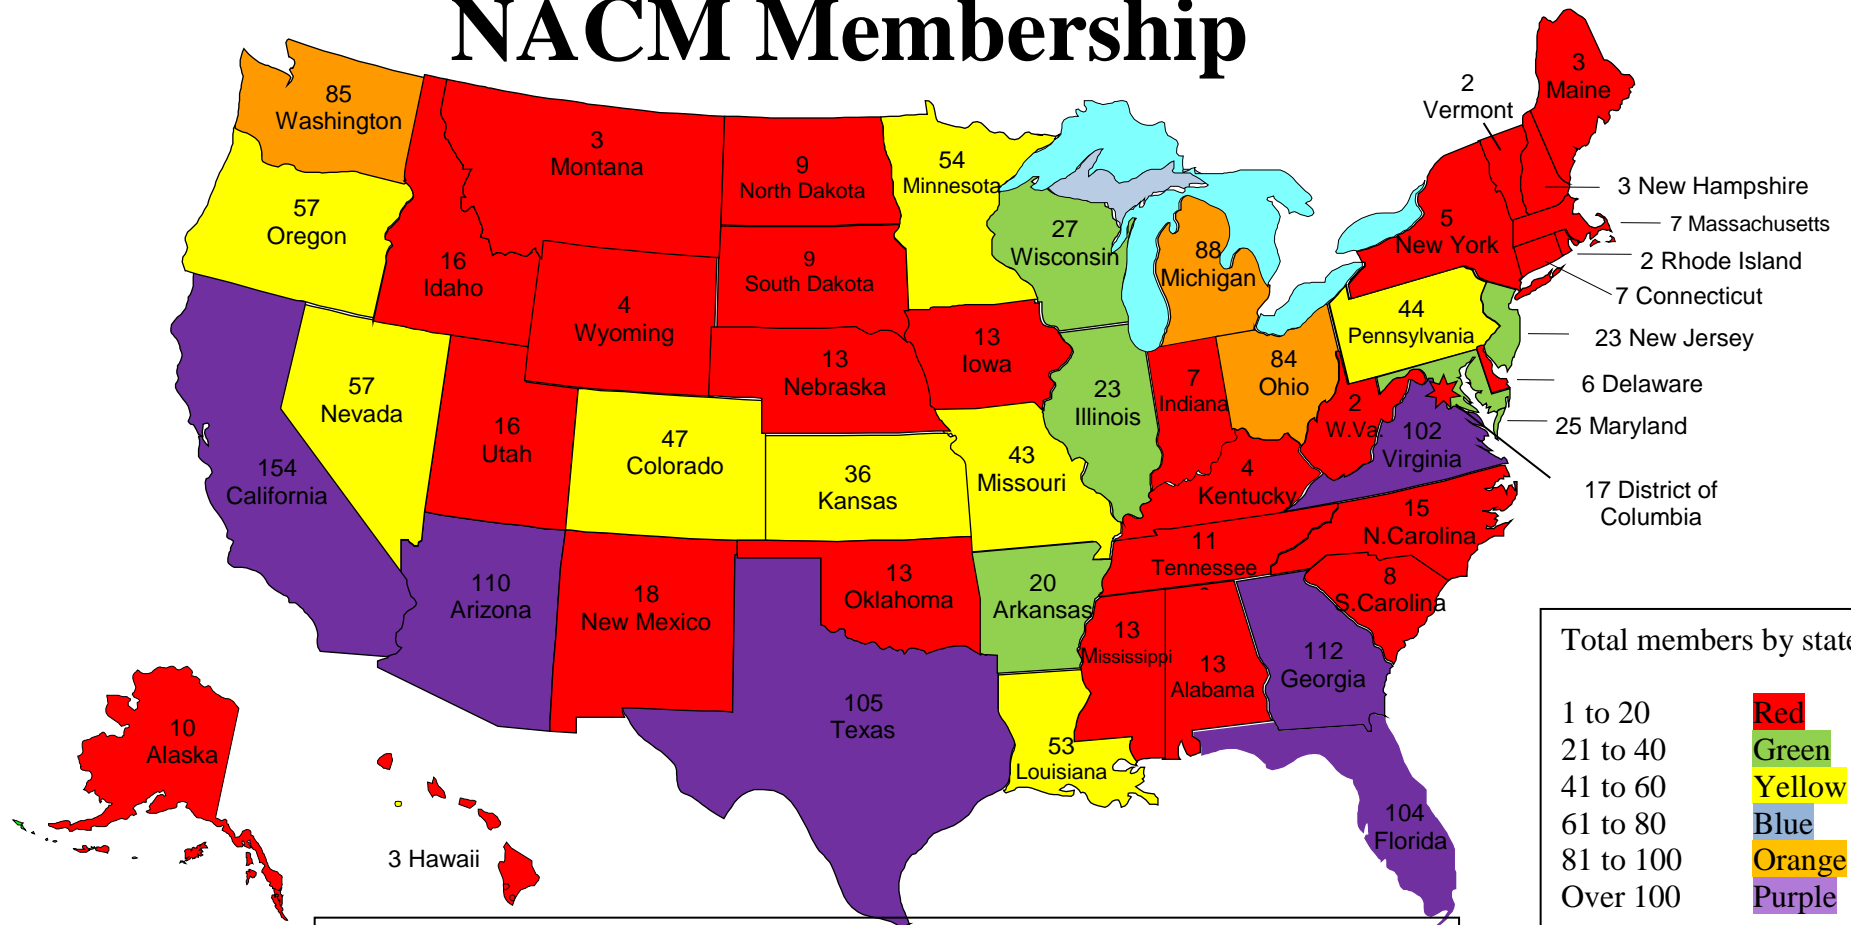 NACM Membership
3
Maine
2
Vermont
85
Washington
3
Montana
9
North Dakota
54
Minnesota
3 New Hampshire
7 Massachusetts
57
Oregon
16
Idaho
9
South Dakota
27
Wisconsin
88
Michigan
5
New York
2 Rhode Island
7 Connecticut
4
Wyoming
13
Iowa
44
Pennsylvania
23 New Jersey
57
Nevada
13
Nebraska
23
Illinois
7
Indiana
84
Ohio
6 Delaware
16
Utah
47
Colorado
2
W.Va.
102
Virginia
25 Maryland
154
California
36
Kansas
43
Missouri
4
Kentucky
17 District of
Columbia
15
N.Carolina
11
Tennessee
110
Arizona
18
New Mexico
13
Oklahoma
20
Arkansas
8
S.Carolina
13
Mississippi
13
Alabama
112
Georgia
105
Texas
53
Louisiana
10
Alaska
3 Hawaii
104
Florida
Total members by state
1 to 20 Red
21 to 40 Green
41 to 60 Yellow
61 to 80 Blue
81 to 100 Orange
Over 100 Purple